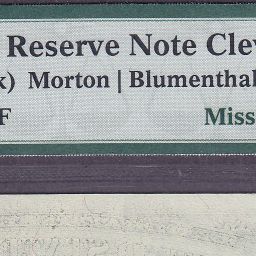 Reserve Note Clev
x) Morton | Blumenthal
F Miss